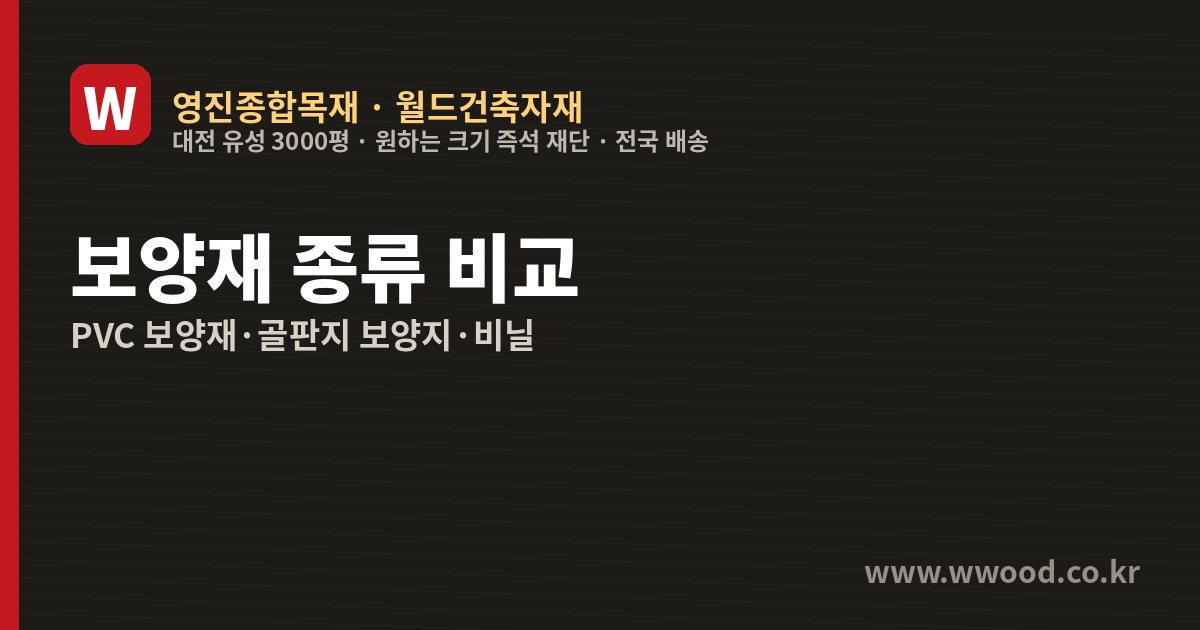 W
영진종합목재 · 월드건축자재
대전 유성 3000평 · 원하는 크기 즉석 재단 · 전국 배송
보양재 종류 비교
PVC 보양재·골판지 보양지·비닐
www.wwood.co.kr